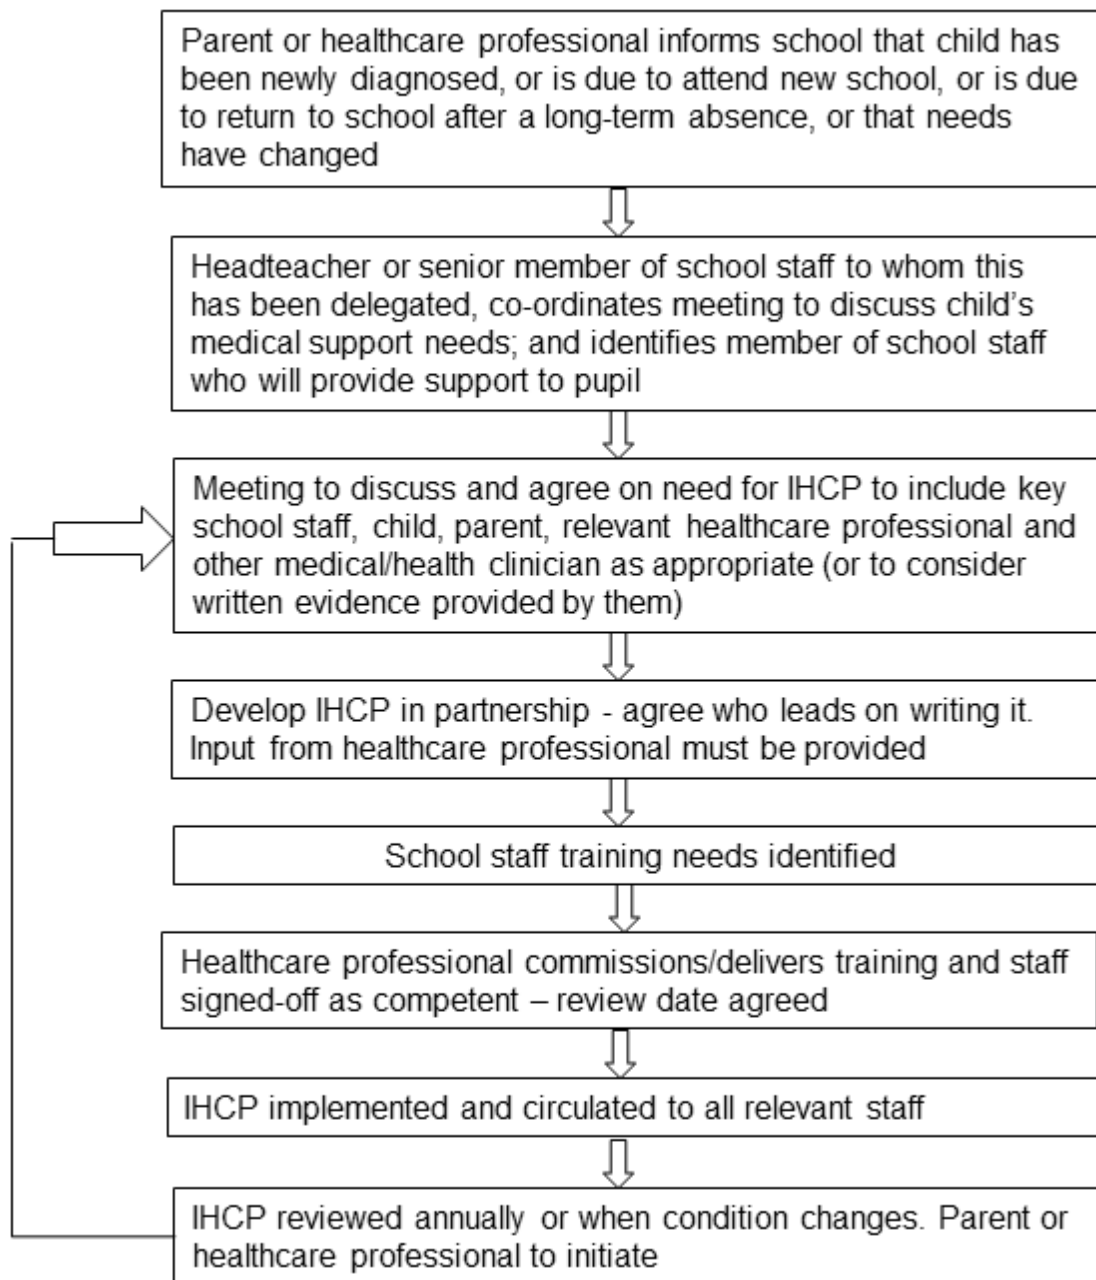 Parent or healthcare professional informs school that child has
been newly diagnosed, or is due to attend new school, or is due
to return to school after a long-term absence, or that needs
have changed
Headteacher or senior member of school staff to whom this
has been delegated, co-ordinates meeting to discuss child's
medical support needs; and identifies member of school staff
who will provide support to pupil
Meeting to discuss and agree on need for IHCP to include key
school staff, child, parent, relevant healthcare professional and
other medical/health clinician as appropriate (or to consider
written evidence provided by them)
Develop IHCP in partnership - agree who leads on writing it.
Input from healthcare professional must be provided
School staff training needs identified
Healthcare professional commissions/delivers training and staff
signed-off as competent – review date agreed
IHCP implemented and circulated to all relevant staff
IHCP reviewed annually or when condition changes. Parent or
healthcare professional to initiate